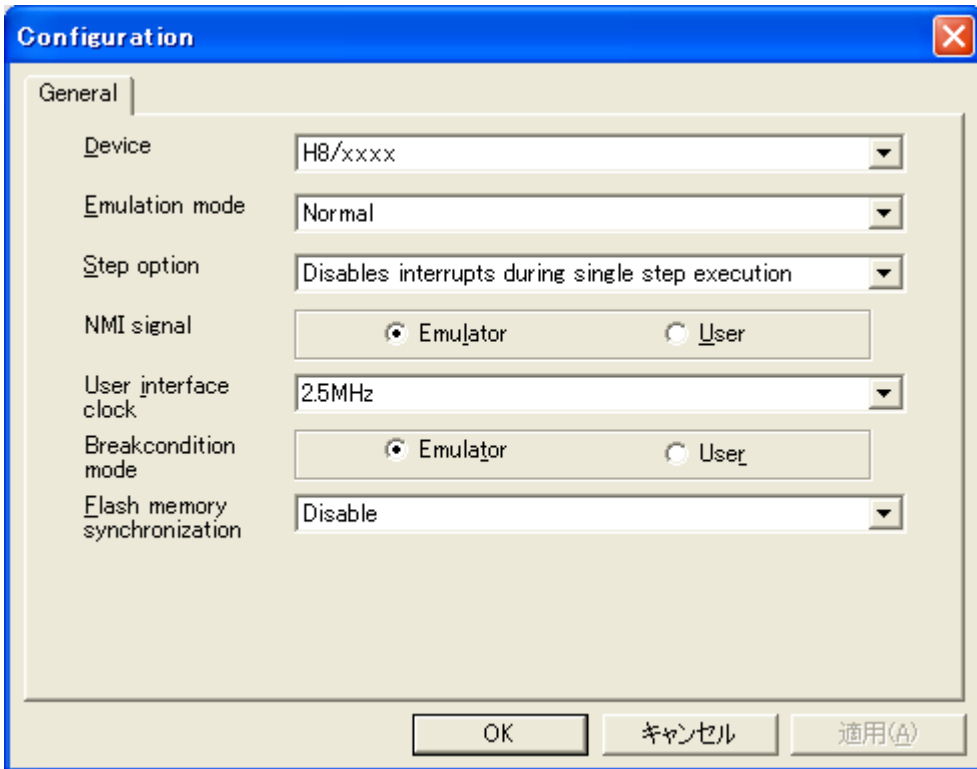 Configuration
General
Device
H8/xxxx
Emulation mode
Normal
Step option
Disables interrupts during single step execution
NMI signal
Emulator
User
User interface
clock
2.5MHz
Breakcondition
mode
Emulator
User
Flash memory
synchronization
Disable
OK
キャンセル
適用(A)